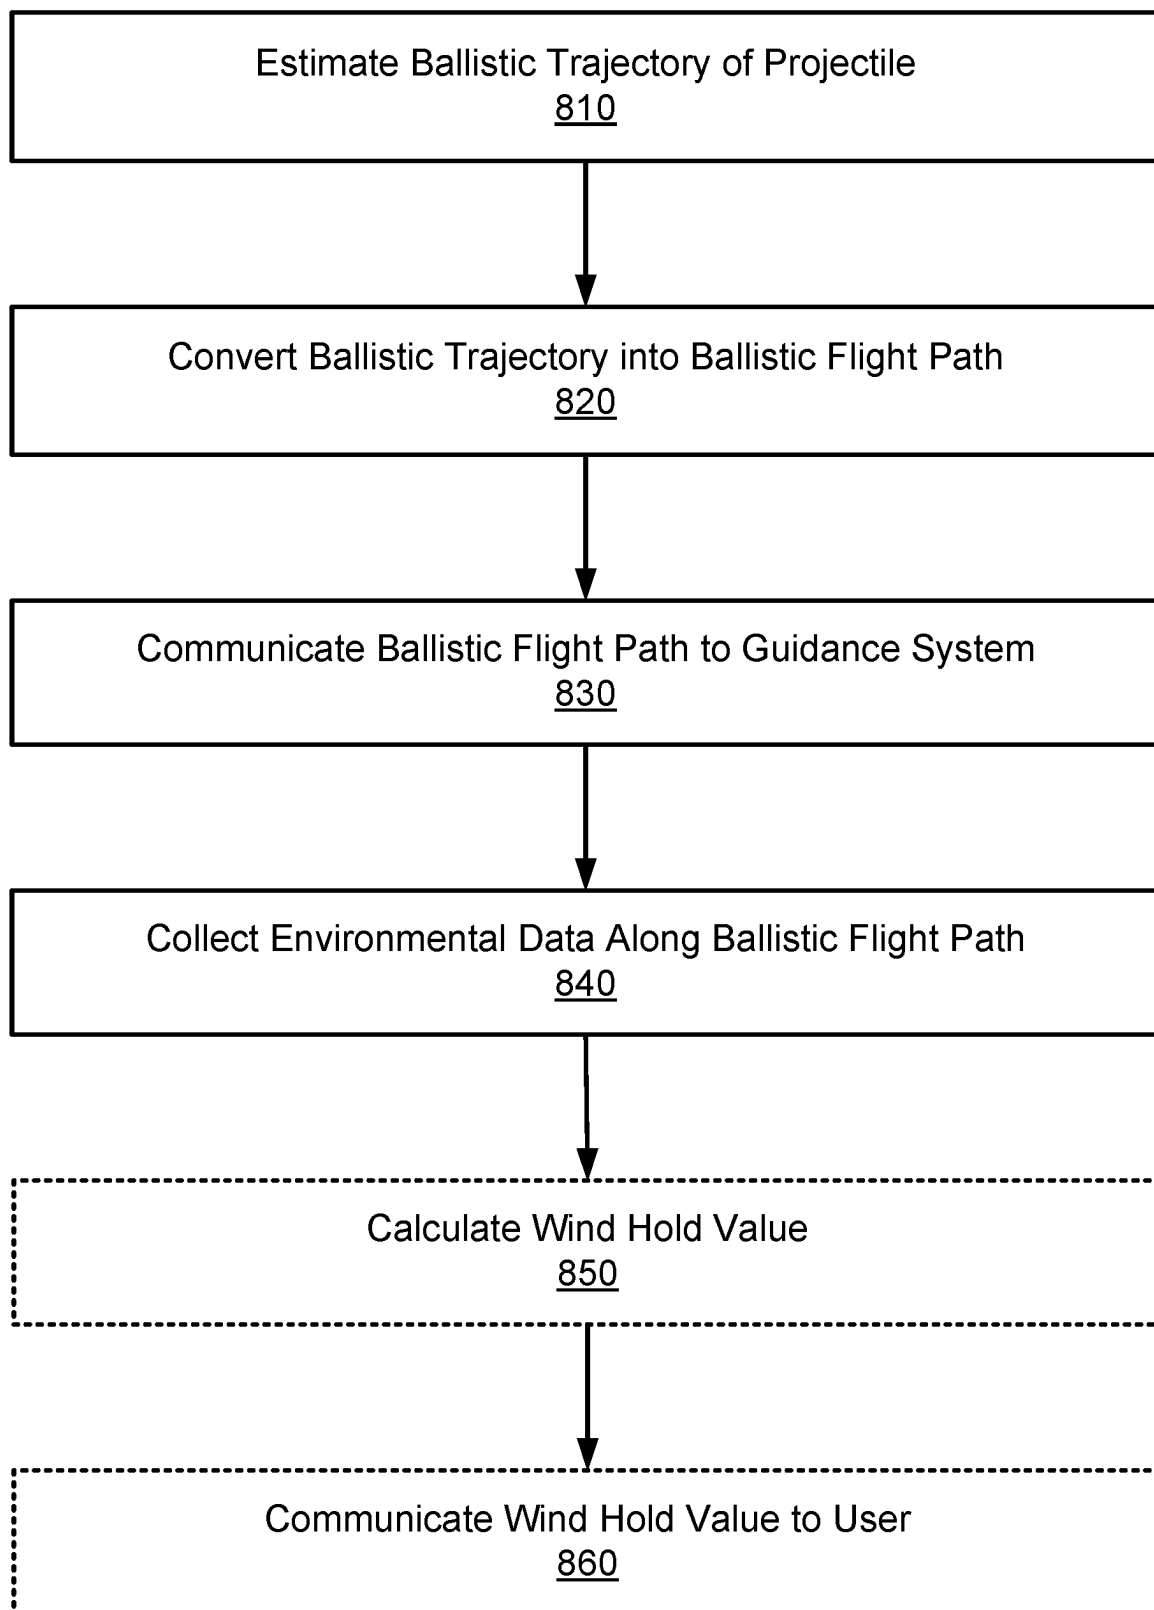 Estimate Ballistic Trajectory of Projectile
810
Convert Ballistic Trajectory into Ballistic Flight Path
820
Communicate Ballistic Flight Path to Guidance System
830
Collect Environmental Data Along Ballistic Flight Path
840
Calculate Wind Hold Value
850
Communicate Wind Hold Value to User
860